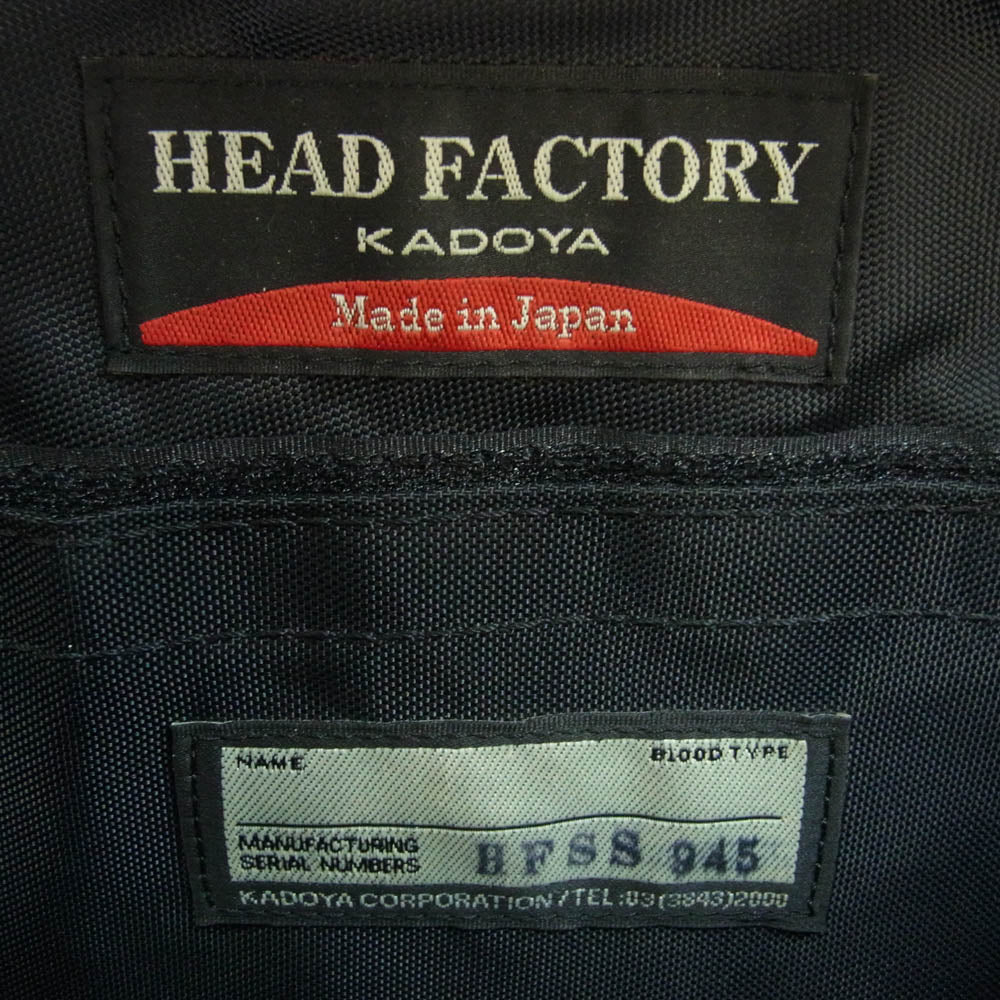 HEAD FACTORY
KADOYA
Made in Japan
NAME BLOOD TYPE
MANUFACTURING
SERIAL NUMBERS BFSS 945
KADOYA CORPORATION/TEL:03(3843)2000